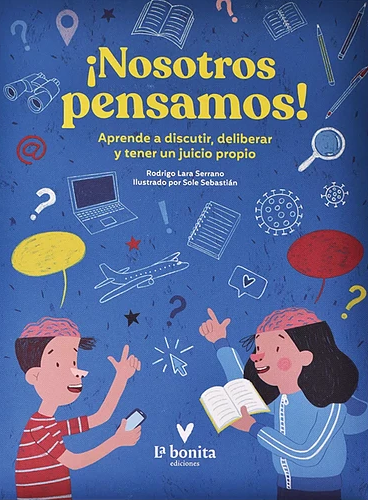 ¡Nosotros
pensamos!
Aprende a discutir, deliberar
y tener un juicio propio
Rodrigo Lara Serrano
Ilustrado por Sole Sebastián
La bonita
ediciones